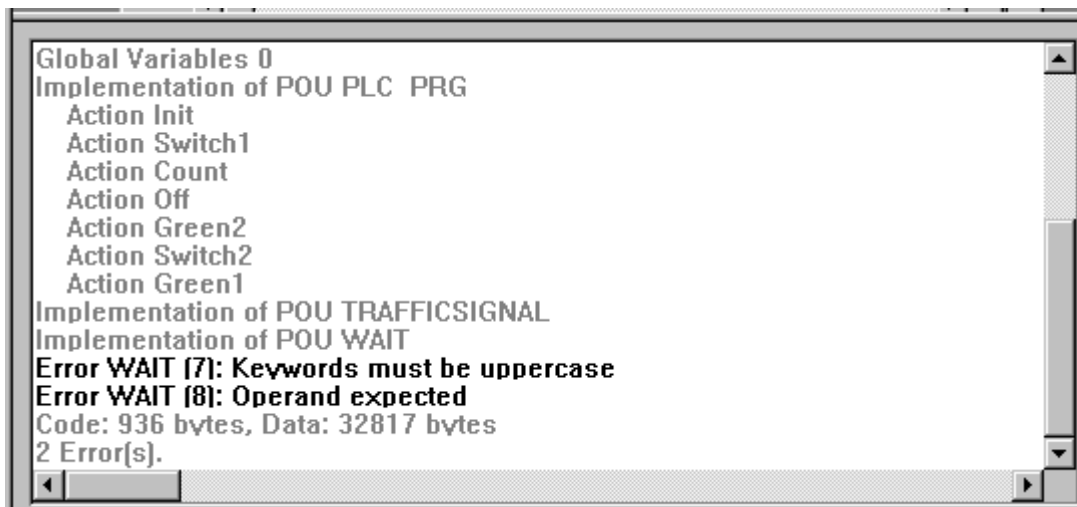 Global Variables 0
Implementation of POU PLC PRG
Action Init
Action Switch1
Action Count
Action Off
Action Green2
Action Switch2
Action Green1
Implementation of POU TRAFFICSIGNAL
Implementation of POU WAIT
Error WAIT (7): Keywords must be uppercase
Error WAIT (8): Operand expected
Code: 936 bytes, Data: 32817 bytes
2 Error(s).